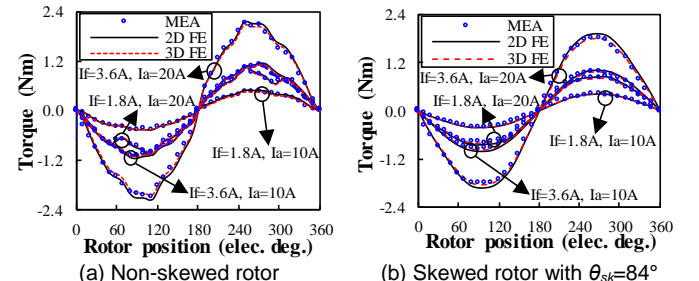 2.4
MEA
2D FE
3D FE
1.2
If=3.6A, Ia=20A
If=1.8A, Ia=20A
0.0
If=1.8A, Ia=10A
-1.2
If=3.6A, Ia=10A
-2.4
Torque (Nm)
0 60 120 180 240 300 360
Rotor position (elec. deg.)
(a) Non-skewed rotor
2.4
MEA
2D FE
3D FE
1.2
If=3.6A, Ia=20A
If=1.8A, Ia=20A
0.0
If=1.8A, Ia=10A
-1.2
If=3.6A, Ia=10A
-2.4
Torque (Nm)
0 60 120 180 240 300 360
Rotor position (elec. deg.)
(b) Skewed rotor with θsk=84°